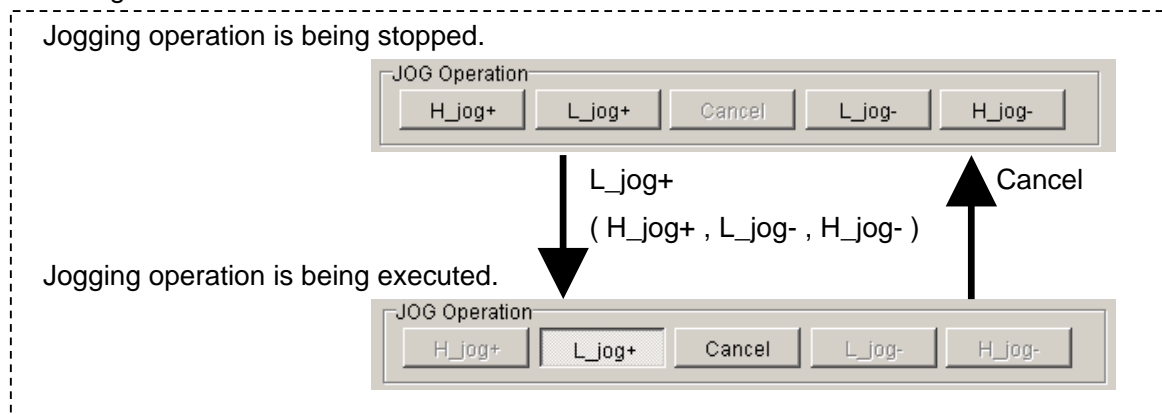 Jogging operation is being stopped.
JOG Operation
H_jog+ L_jog+ Cancel L_jog- H_jog-
L_jog+ Cancel
( H_jog+ , L_jog- , H_jog- )
Jogging operation is being executed.
JOG Operation
H_jog+ L_jog+ Cancel L_jog- H_jog-